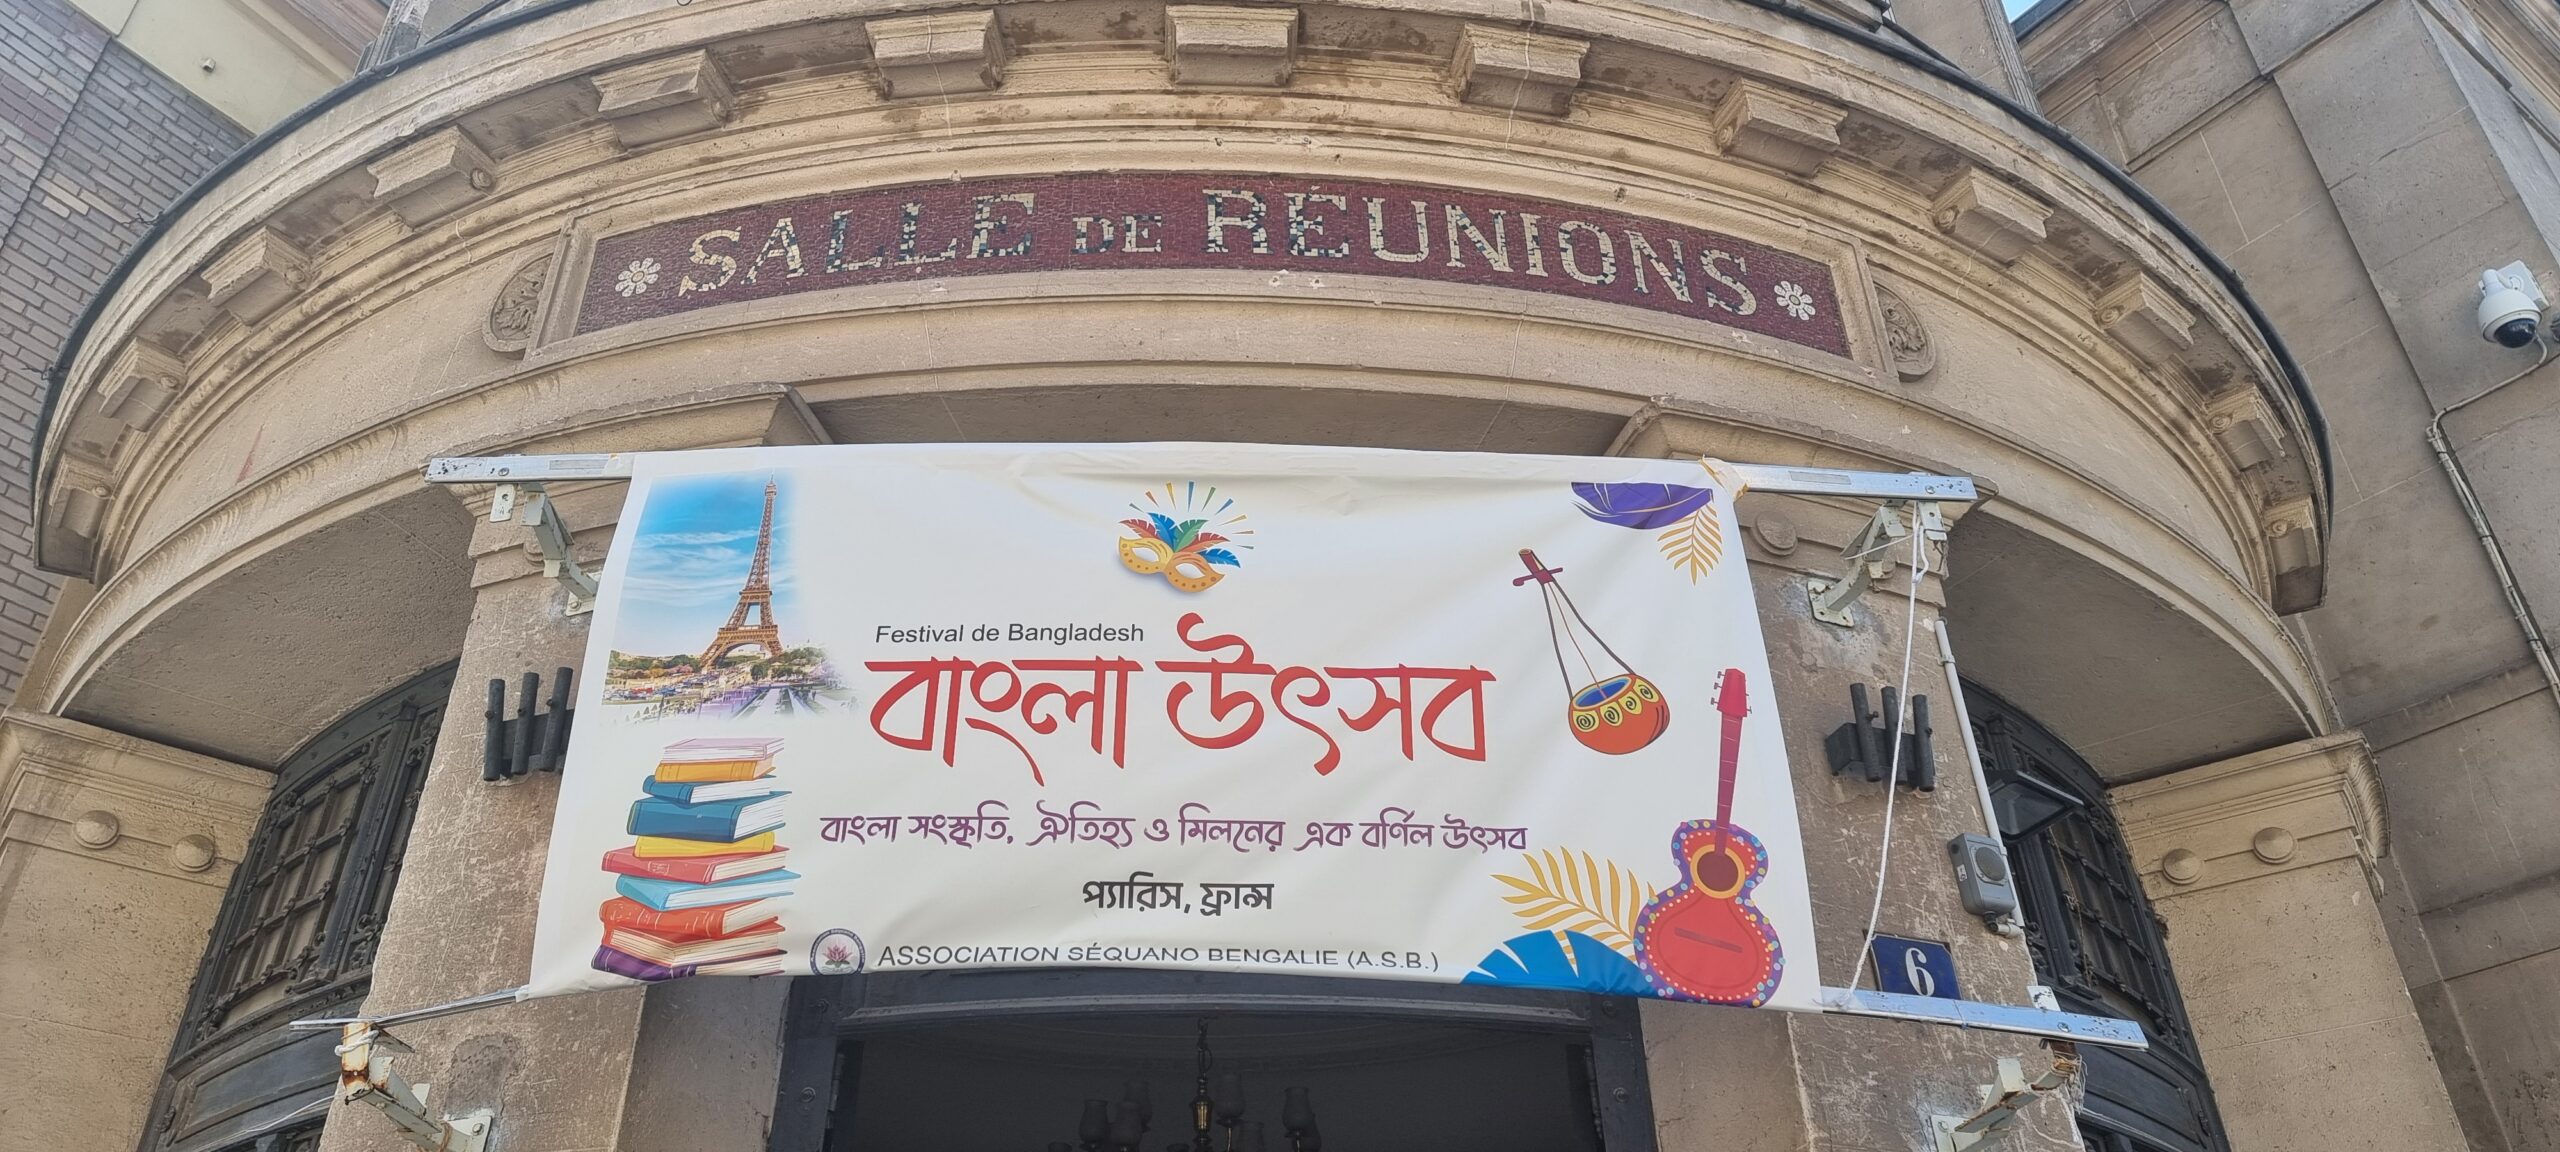 SALLE DE RÉUNIONS
Festival de Bangladesh
বাংলা উৎসব
বাংলা সংস্কৃতি, ঐতিহ্য ও মিলনের এক বর্ণিল উৎসব
প্যারিস, ফ্রান্স
ASSOCIATION SÉQUANO BENGALIE (A.S.B.)
6